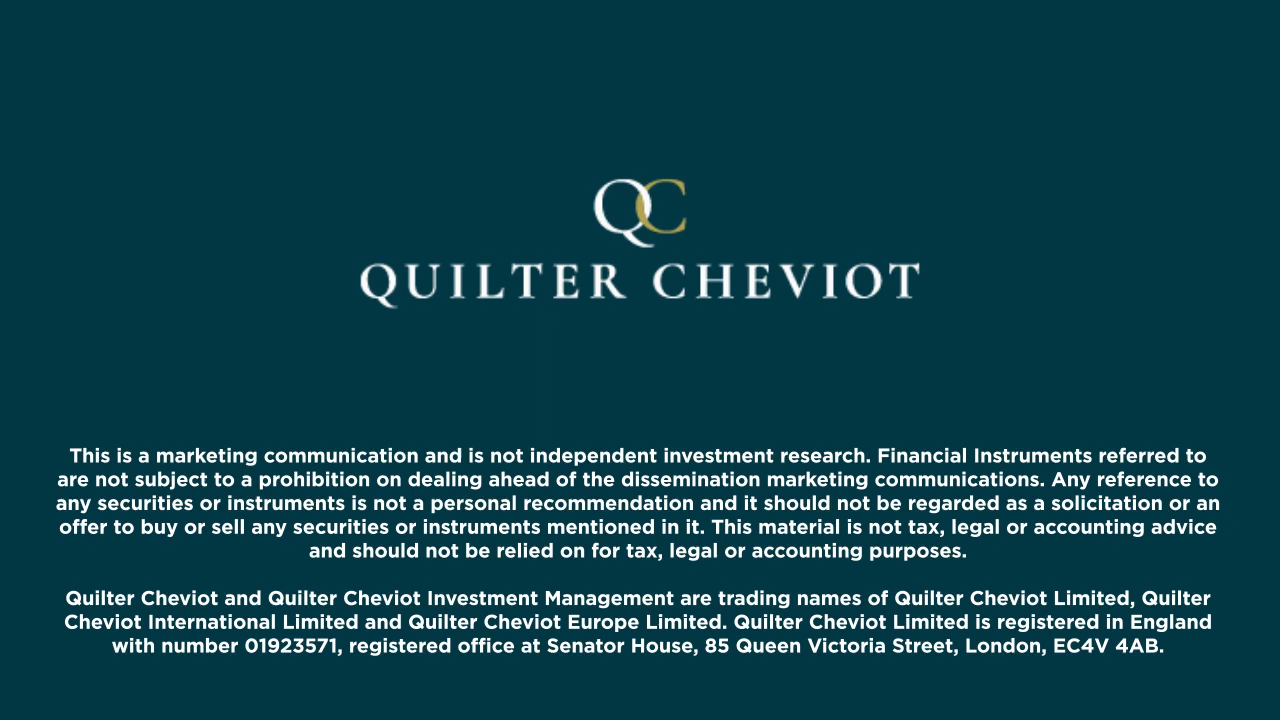 QC
QUILTER CHEVIOT
This is a marketing communication and is not independent investment research. Financial Instruments referred to
are not subject to a prohibition on dealing ahead of the dissemination marketing communications. Any reference to
any securities or instruments is not a personal recommendation and it should not be regarded as a solicitation or an
offer to buy or sell any securities or instruments mentioned in it. This material is not tax, legal or accounting advice
and should not be relied on for tax, legal or accounting purposes.
Quilter Cheviot and Quilter Cheviot Investment Management are trading names of Quilter Cheviot Limited, Quilter
Cheviot International Limited and Quilter Cheviot Europe Limited. Quilter Cheviot Limited is registered in England
with number 01923571, registered office at Senator House, 85 Queen Victoria Street, London, EC4V 4AB.